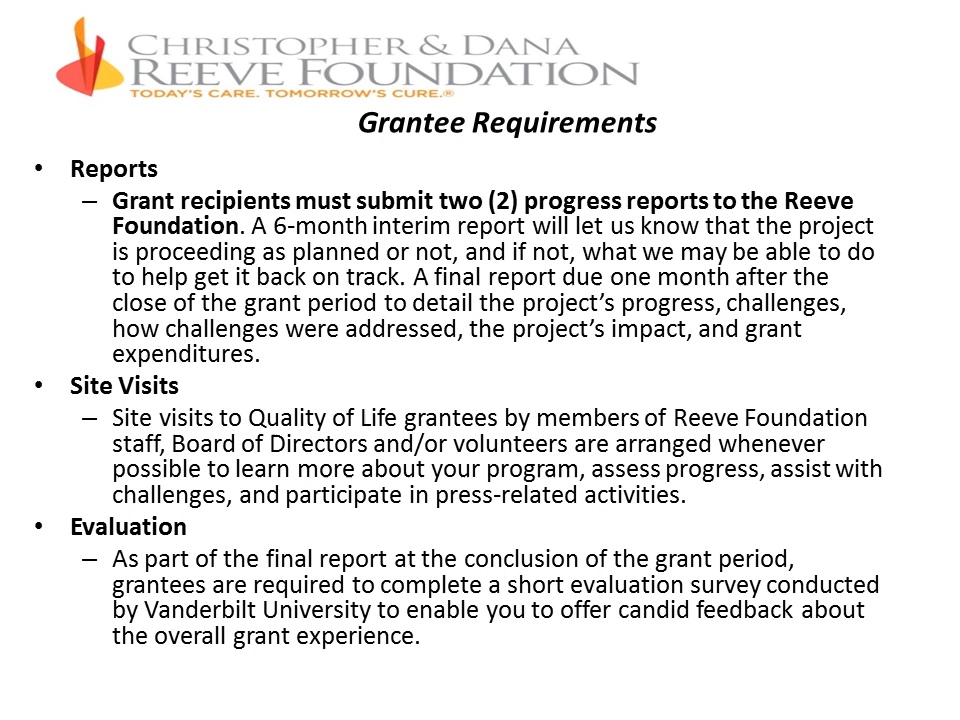 CHRISTOPHER & DANA
REEVE FOUNDATION
TODAY'S CARE. TOMORROW'S CURE.®
Grantee Requirements
• Reports
– Grant recipients must submit two (2) progress reports to the Reeve
Foundation. A 6-month interim report will let us know that the project
is proceeding as planned or not, and if not, what we may be able to do
to help get it back on track. A final report due one month after the
close of the grant period to detail the project’s progress, challenges,
how challenges were addressed, the project’s impact, and grant
expenditures.
• Site Visits
– Site visits to Quality of Life grantees by members of Reeve Foundation
staff, Board of Directors and/or volunteers are arranged whenever
possible to learn more about your program, assess progress, assist with
challenges, and participate in press-related activities.
• Evaluation
– As part of the final report at the conclusion of the grant period,
grantees are required to complete a short evaluation survey conducted
by Vanderbilt University to enable you to offer candid feedback about
the overall grant experience.